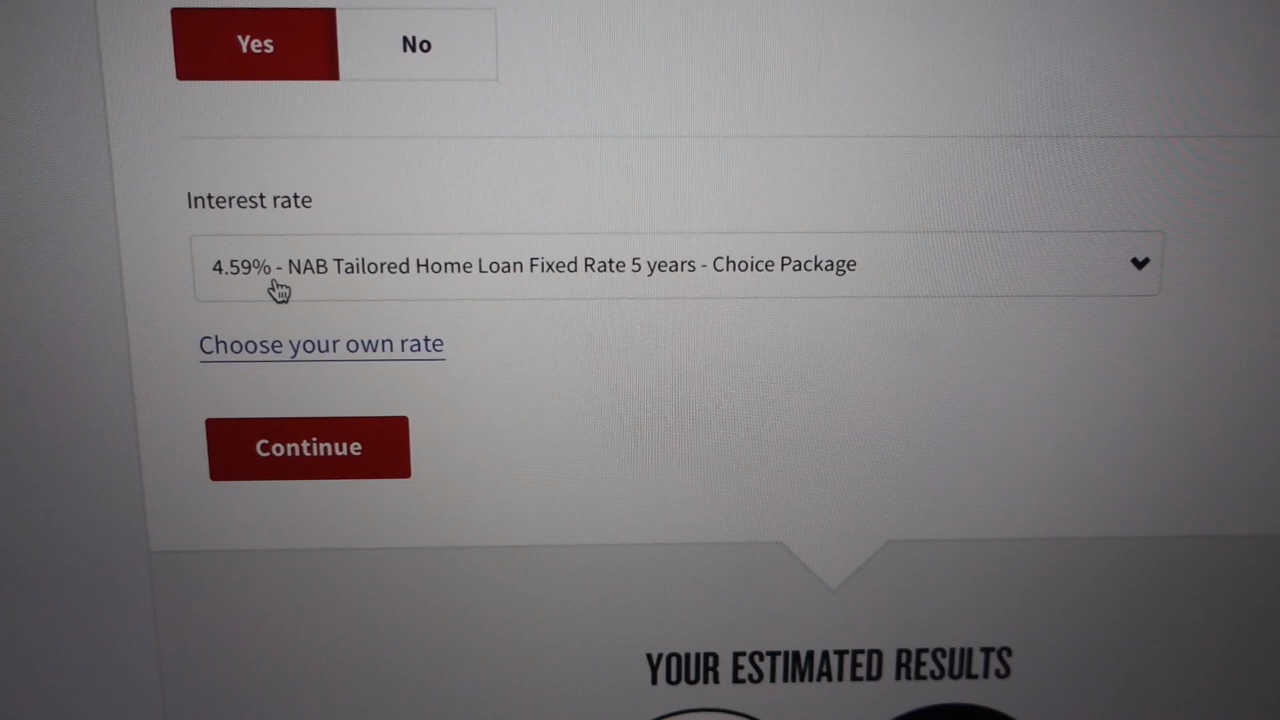 Yes No
Interest rate
4.59% - NAB Tailored Home Loan Fixed Rate 5 years - Choice Package
Choose your own rate
Continue
YOUR ESTIMATED RESULTS